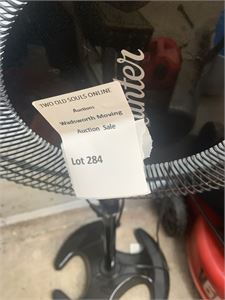 TWO OLD SOULS ONLINE
Auctions
Wadsworth Moving
Auction Sale
Lot 284